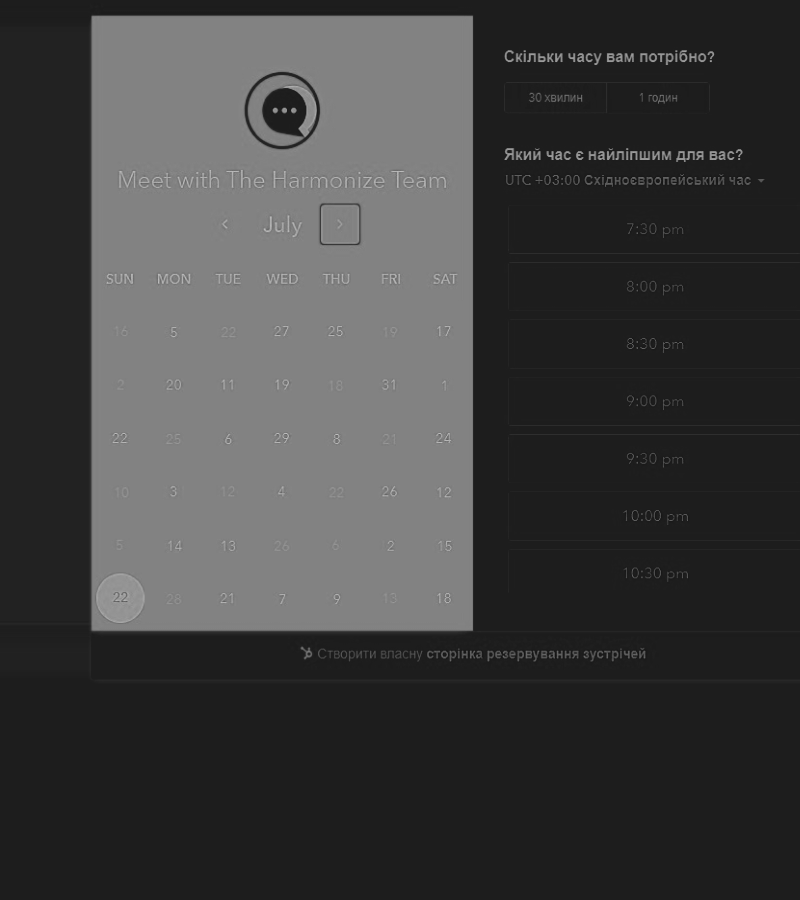 Meet with The Harmonize Team
July
SUN MON TUE WED THU FRI SAT
16 5 22 27 25 19 17
2 20 11 19 18 31 1
22 25 6 29 8 21 24
10 3 12 4 22 26 12
5 14 13 26 6 2 15
22 28 21 7 9 13 18
Скільки часу вам потрібно?
30 хвилин 1 годин
Який час є найліпшим для вас?
UTC +03:00 Східноєвропейський час
7:30 pm
8:00 pm
8:30 pm
9:00 pm
9:30 pm
10:00 pm
10:30 pm
Створити власну сторінка резервування зустрічей